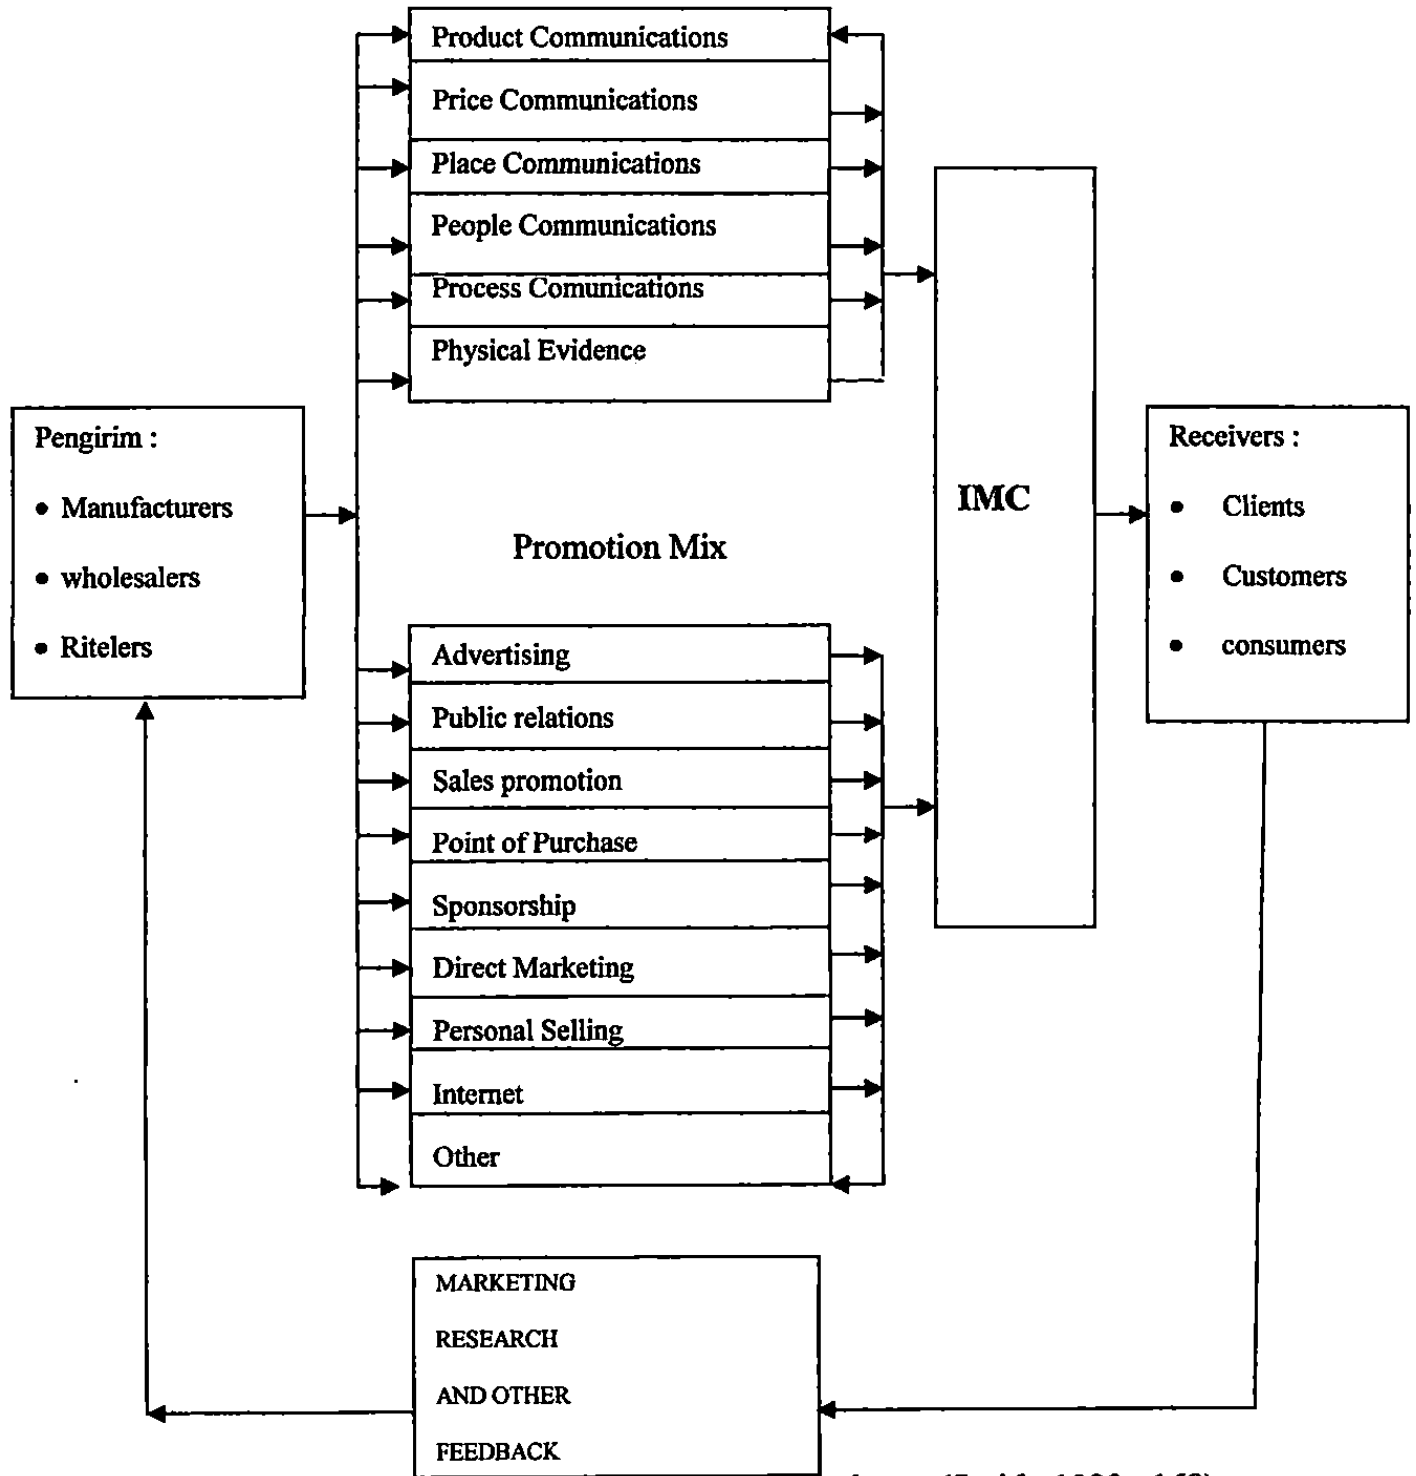 Product Communications
Price Communications
Place Communications
People Communications
Process Comunications
Physical Evidence
Pengirim :
• Manufacturers
• wholesalers
• Ritelers
Promotion Mix
IMC
Receivers :
• Clients
• Customers
• consumers
Advertising
Public relations
Sales promotion
Point of Purchase
Sponsorship
Direct Marketing
Personal Selling
Internet
Other
MARKETING
RESEARCH
AND OTHER
FEEDBACK